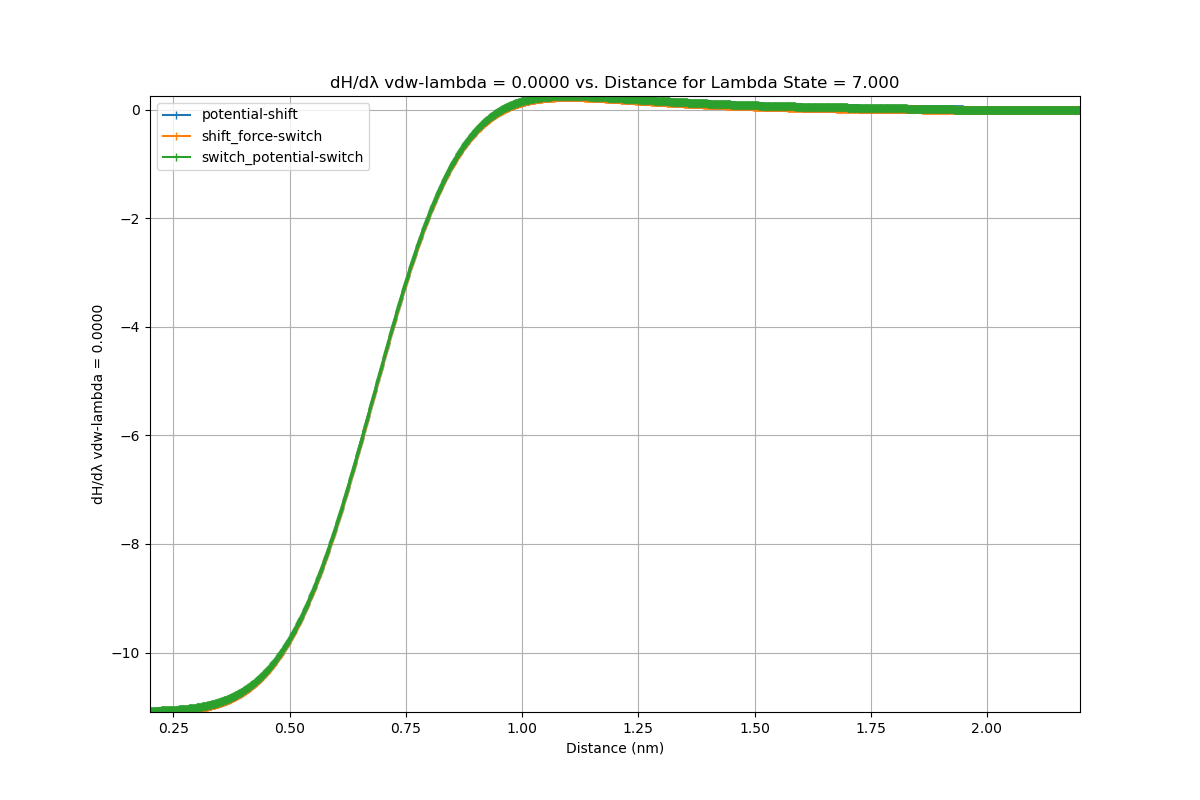 dH/dλ vdw-lambda = 0.0000 vs. Distance for Lambda State = 7.000
potential-shift
shift_force-switch
switch_potential-switch
0
−2
−4
−6
−8
−10
dH/dλ vdw-lambda = 0.0000
0.25 0.50 0.75 1.00 1.25 1.50 1.75 2.00
Distance (nm)